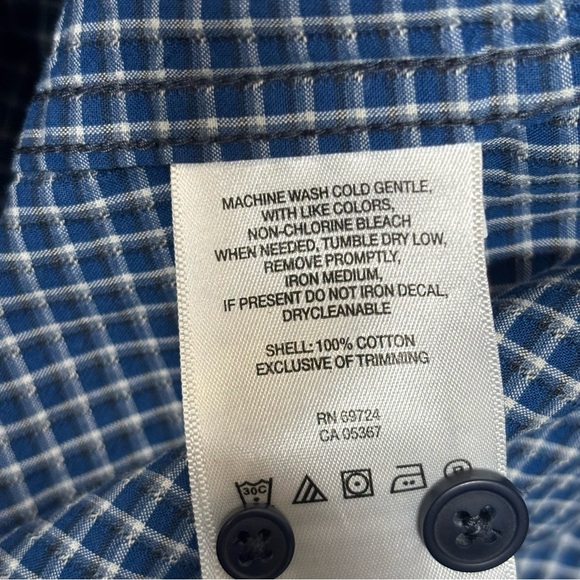 MACHINE WASH COLD GENTLE,
WITH LIKE COLORS,
NON-CHLORINE BLEACH
WHEN NEEDED, TUMBLE DRY LOW,
REMOVE PROMPTLY,
IRON MEDIUM,
IF PRESENT DO NOT IRON DECAL,
DRYCLEANABLE
SHELL: 100% COTTON
EXCLUSIVE OF TRIMMING
RN 69724
CA 05367
30C